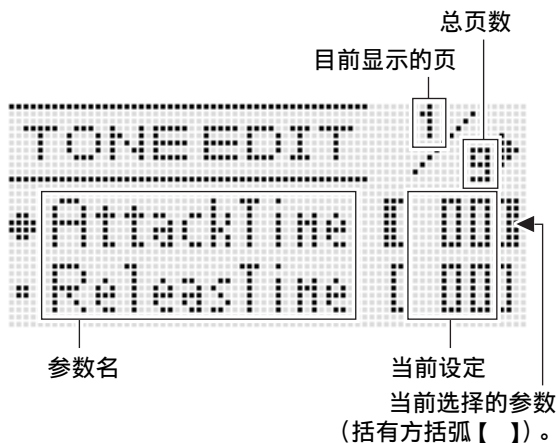 总页数
目前显示的页
TONE EDIT 1/9
AttackTime【 00】
ReleasTime [ 00]
参数名
当前设定
当前选择的参数
（括有方括弧【 】）。